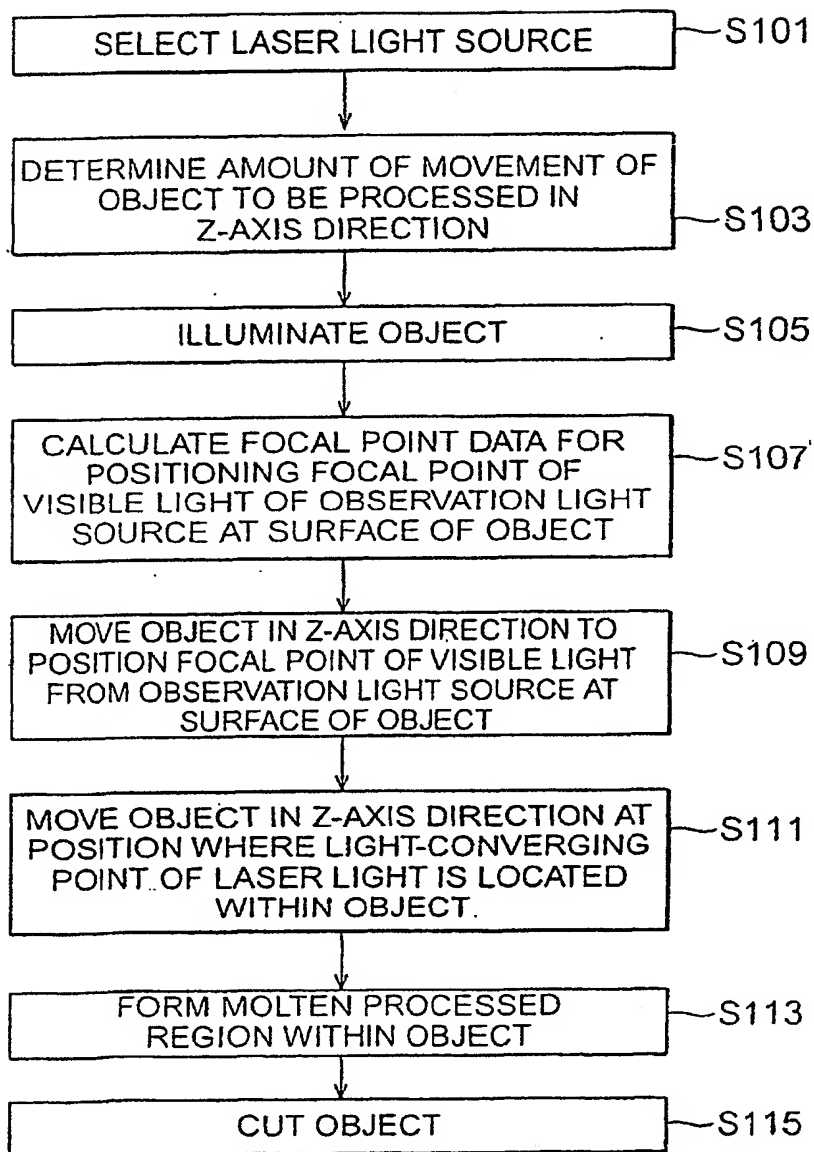 SELECT LASER LIGHT SOURCE
S101
DETERMINE AMOUNT OF MOVEMENT OF
OBJECT TO BE PROCESSED IN
Z-AXIS DIRECTION
S103
ILLUMINATE OBJECT
S105
CALCULATE FOCAL POINT DATA FOR
POSITIONING FOCAL POINT OF
VISIBLE LIGHT OF OBSERVATION LIGHT
SOURCE AT SURFACE OF OBJECT
S107
MOVE OBJECT IN Z-AXIS DIRECTION TO
POSITION FOCAL POINT OF VISIBLE LIGHT
FROM OBSERVATION LIGHT SOURCE AT
SURFACE OF OBJECT
S109
MOVE OBJECT IN Z-AXIS DIRECTION AT
POSITION WHERE LIGHT-CONVERGING
POINT OF LASER LIGHT IS LOCATED
WITHIN OBJECT.
S111
FORM MOLTEN PROCESSED
REGION WITHIN OBJECT
S113
CUT OBJECT
S115